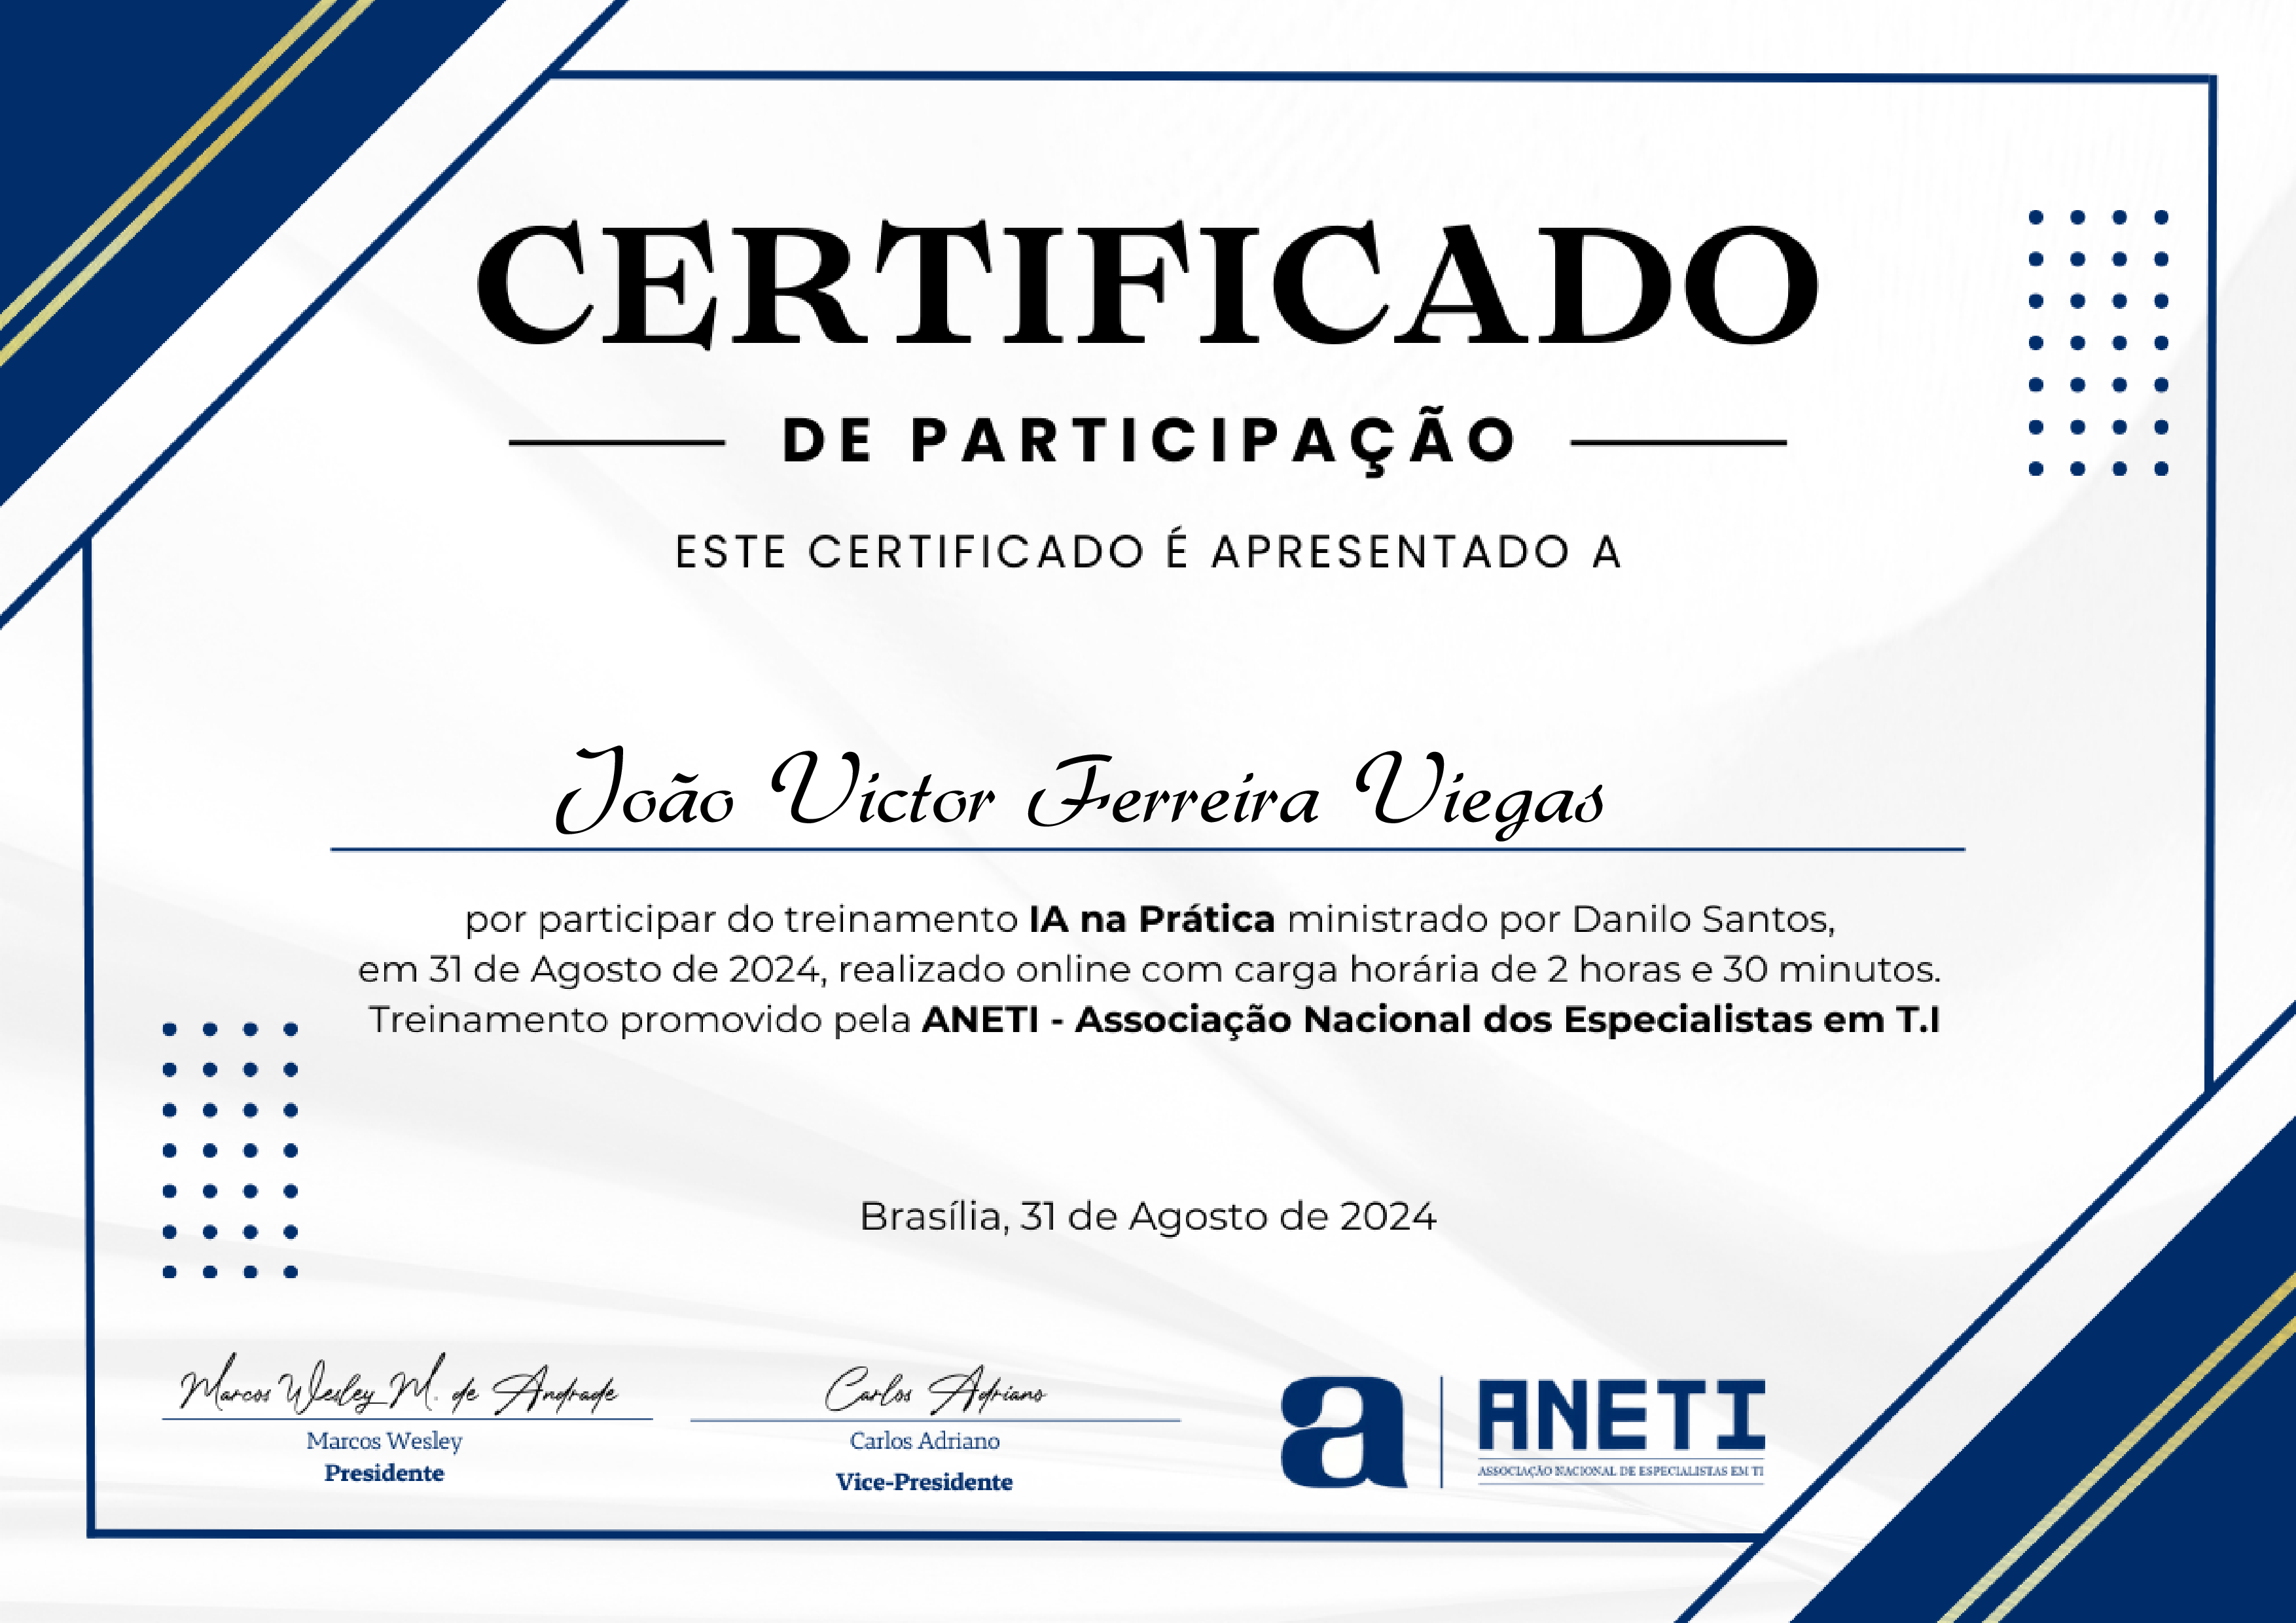 CERTIFICADO
DE PARTICIPAÇÃO
ESTE CERTIFICADO É APRESENTADO A
João Victor Ferreira Viegas
por participar do treinamento IA na Prática ministrado por Danilo Santos,
em 31 de Agosto de 2024, realizado online com carga horária de 2 horas e 30 minutos.
Treinamento promovido pela ANETI - Associação Nacional dos Especialistas em T.I
Brasília, 31 de Agosto de 2024
Marcos Wesley M. de Andrade
Marcos Wesley
Presidente
Carlos Adriano
Carlos Adriano
Vice-Presidente
a
ANETI
ASSOCIAÇÃO NACIONAL DE ESPECIALISTAS EM TI